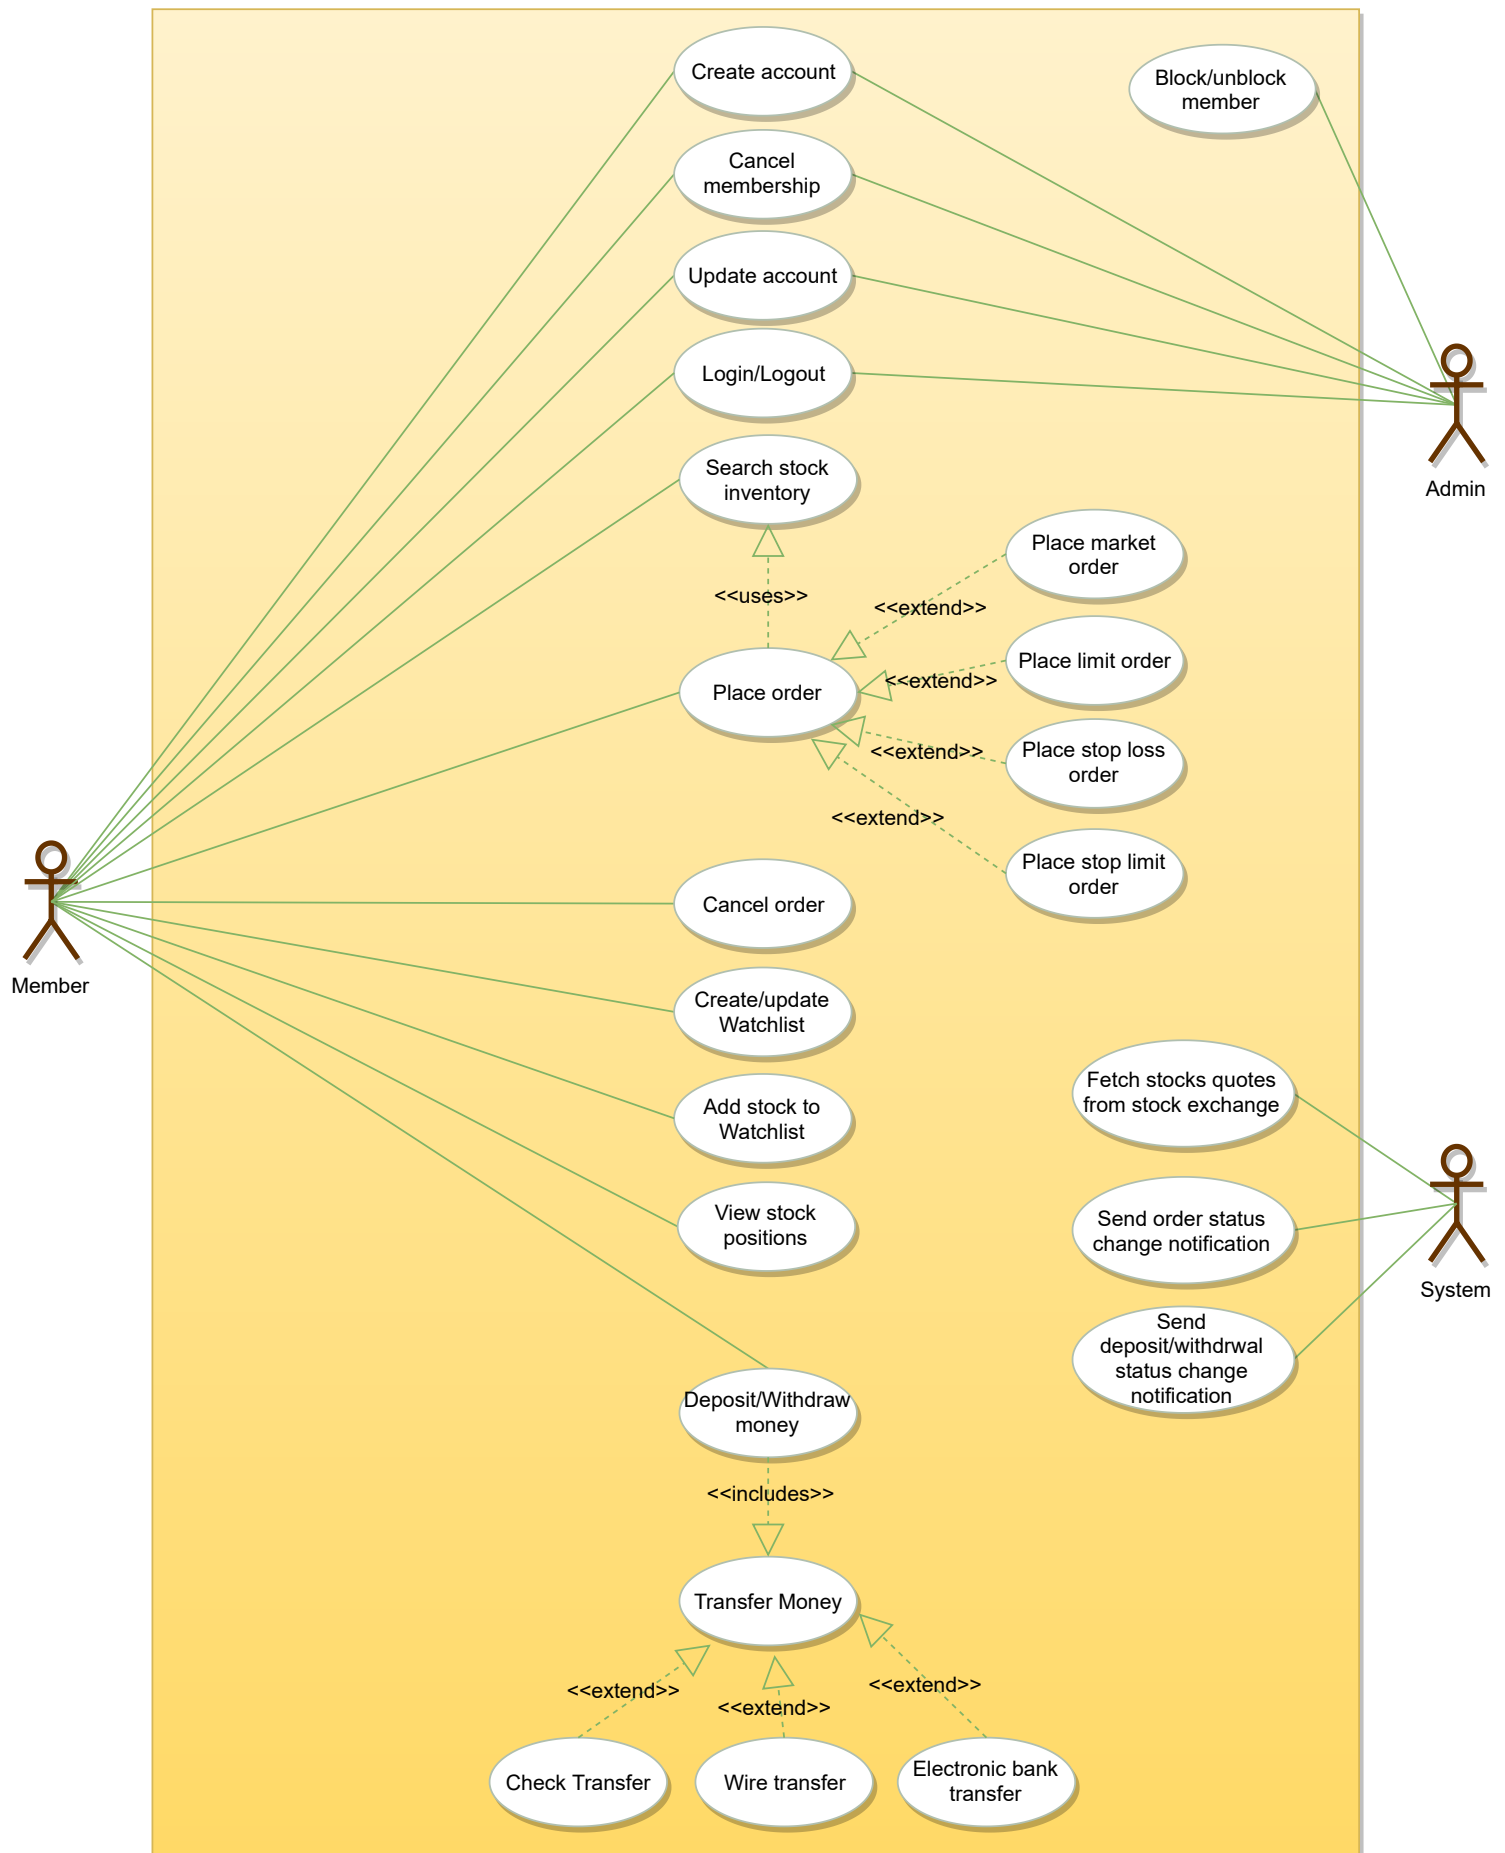 Create account
Block/unblock
member
Cancel
membership
Update account
Login/Logout
Search stock
inventory
Admin
Place market
order
<<uses>>
<<extend>>
Place limit order
<<extend>>
Place order
Place stop loss
order
<<extend>>
<<extend>>
Place stop limit
order
Cancel order
Member
Create/update
Watchlist
Fetch stocks quotes
from stock exchange
Add stock to
Watchlist
View stock
positions
Send order status
change notification
System
Send
deposit/withdrwal
status change
notification
Deposit/Withdraw
money
<<includes>>
Transfer Money
<<extend>>
<<extend>>
<<extend>>
Check Transfer
Wire transfer
Electronic bank
transfer